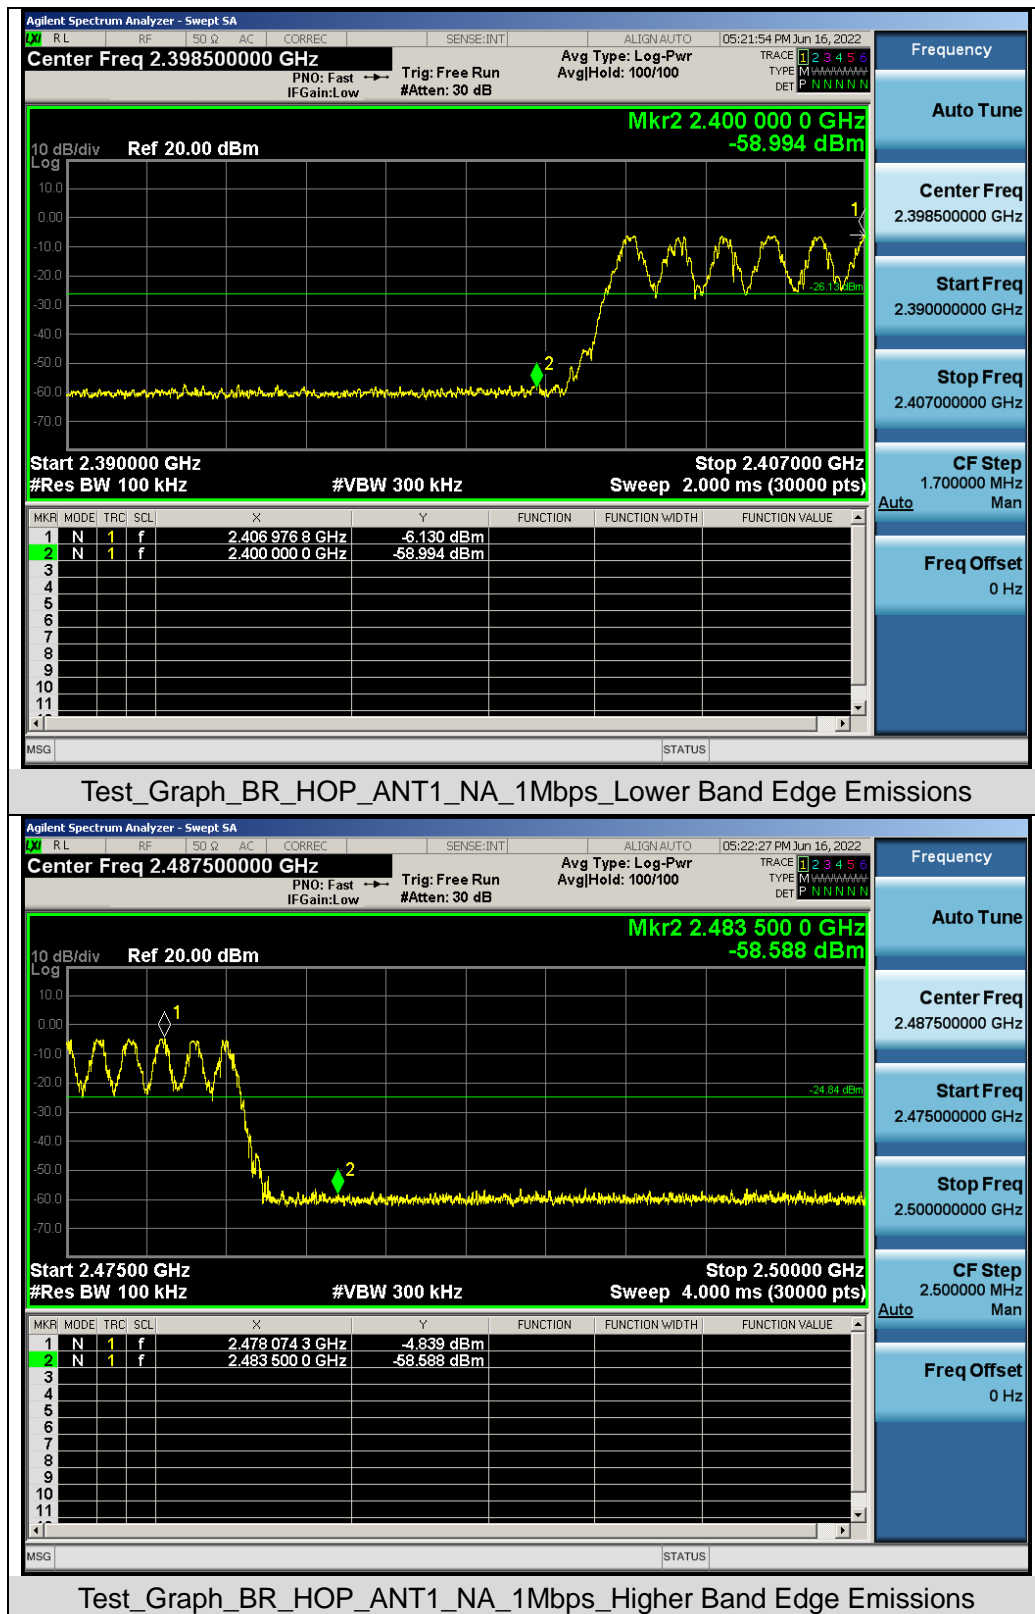 Agilent Spectrum Analyzer - Swept SA
LXI RL RF 50 Ω AC CORREC SENSE:INT ALIGN AUTO 05:21:54 PM Jun 16, 2022
Center Freq 2.398500000 GHz Avg Type: Log-Pwr TRACE 1 2 3 4 5 6
PNO: Fast Trig: Free Run Avg|Hold: 100/100 TYPE M WWWWW
IFGain:Low #Atten: 30 dB DET P N N N N N
Frequency
Auto Tune
Center Freq
2.398500000 GHz
Start Freq
2.390000000 GHz
Stop Freq
2.407000000 GHz
CF Step
1.700000 MHz
Auto Man
Freq Offset
0 Hz
Mkr2 2.400 000 0 GHz
10 dB/div Ref 20.00 dBm -58.994 dBm
Log
10.0
0.00 1
-10.0
-20.0
-26.13 dBm
-30.0
-40.0
-50.0 2
-60.0
-70.0
Start 2.390000 GHz Stop 2.407000 GHz
#Res BW 100 kHz #VBW 300 kHz Sweep 2.000 ms (30000 pts)
MKR MODE TRC SCL X Y FUNCTION FUNCTION WIDTH FUNCTION VALUE
1 N 1 f 2.406 976 8 GHz -6.130 dBm
2 N 1 f 2.400 000 0 GHz -58.994 dBm
3
4
5
6
7
8
9
10
11
MSG STATUS
Test_Graph_BR_HOP_ANT1_NA_1Mbps_Lower Band Edge Emissions
Agilent Spectrum Analyzer - Swept SA
LXI RL RF 50 Ω AC CORREC SENSE:INT ALIGN AUTO 05:22:27 PM Jun 16, 2022
Center Freq 2.487500000 GHz Avg Type: Log-Pwr TRACE 1 2 3 4 5 6
PNO: Fast Trig: Free Run Avg|Hold: 100/100 TYPE M WWWWW
IFGain:Low #Atten: 30 dB DET P N N N N N
Frequency
Auto Tune
Center Freq
2.487500000 GHz
Start Freq
2.475000000 GHz
Stop Freq
2.500000000 GHz
CF Step
2.500000 MHz
Auto Man
Freq Offset
0 Hz
Mkr2 2.483 500 0 GHz
10 dB/div Ref 20.00 dBm -58.588 dBm
Log
10.0
0.00 1
-10.0
-20.0
-24.84 dBm
-30.0
-40.0
-50.0 2
-60.0
-70.0
Start 2.47500 GHz Stop 2.50000 GHz
#Res BW 100 kHz #VBW 300 kHz Sweep 4.000 ms (30000 pts)
MKR MODE TRC SCL X Y FUNCTION FUNCTION WIDTH FUNCTION VALUE
1 N 1 f 2.478 074 3 GHz -4.839 dBm
2 N 1 f 2.483 500 0 GHz -58.588 dBm
3
4
5
6
7
8
9
10
11
MSG STATUS
Test_Graph_BR_HOP_ANT1_NA_1Mbps_Higher Band Edge Emissions